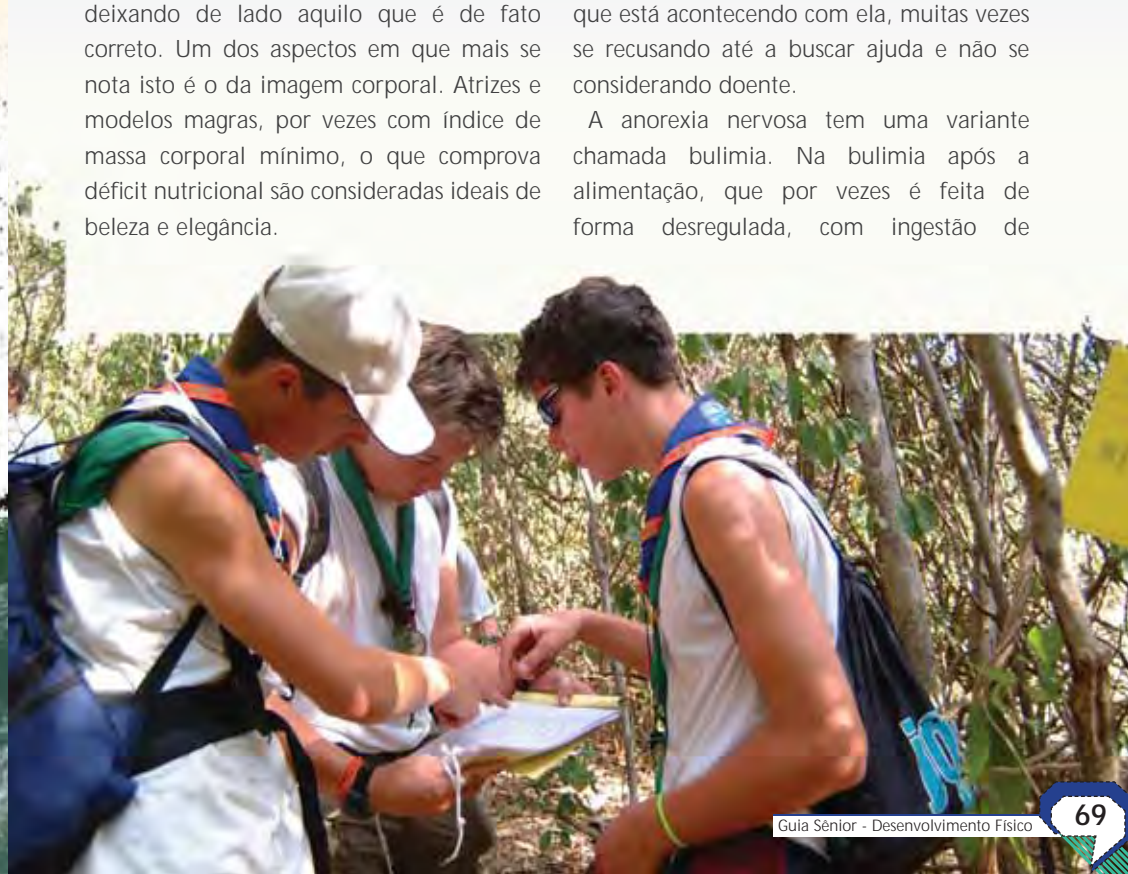 deixando de lado aquilo que é de fato
correto. Um dos aspectos em que mais se
nota isto é o da imagem corporal. Atrizes e
modelos magras, por vezes com índice de
massa corporal mínimo, o que comprova
déficit nutricional são consideradas ideais de
beleza e elegância.
que está acontecendo com ela, muitas vezes
se recusando até a buscar ajuda e não se
considerando doente.
A anorexia nervosa tem uma variante
chamada bulimia. Na bulimia após a
alimentação, que por vezes é feita de
forma desregulada, com ingestão de
Guia Sênior - Desenvolvimento Físico
69